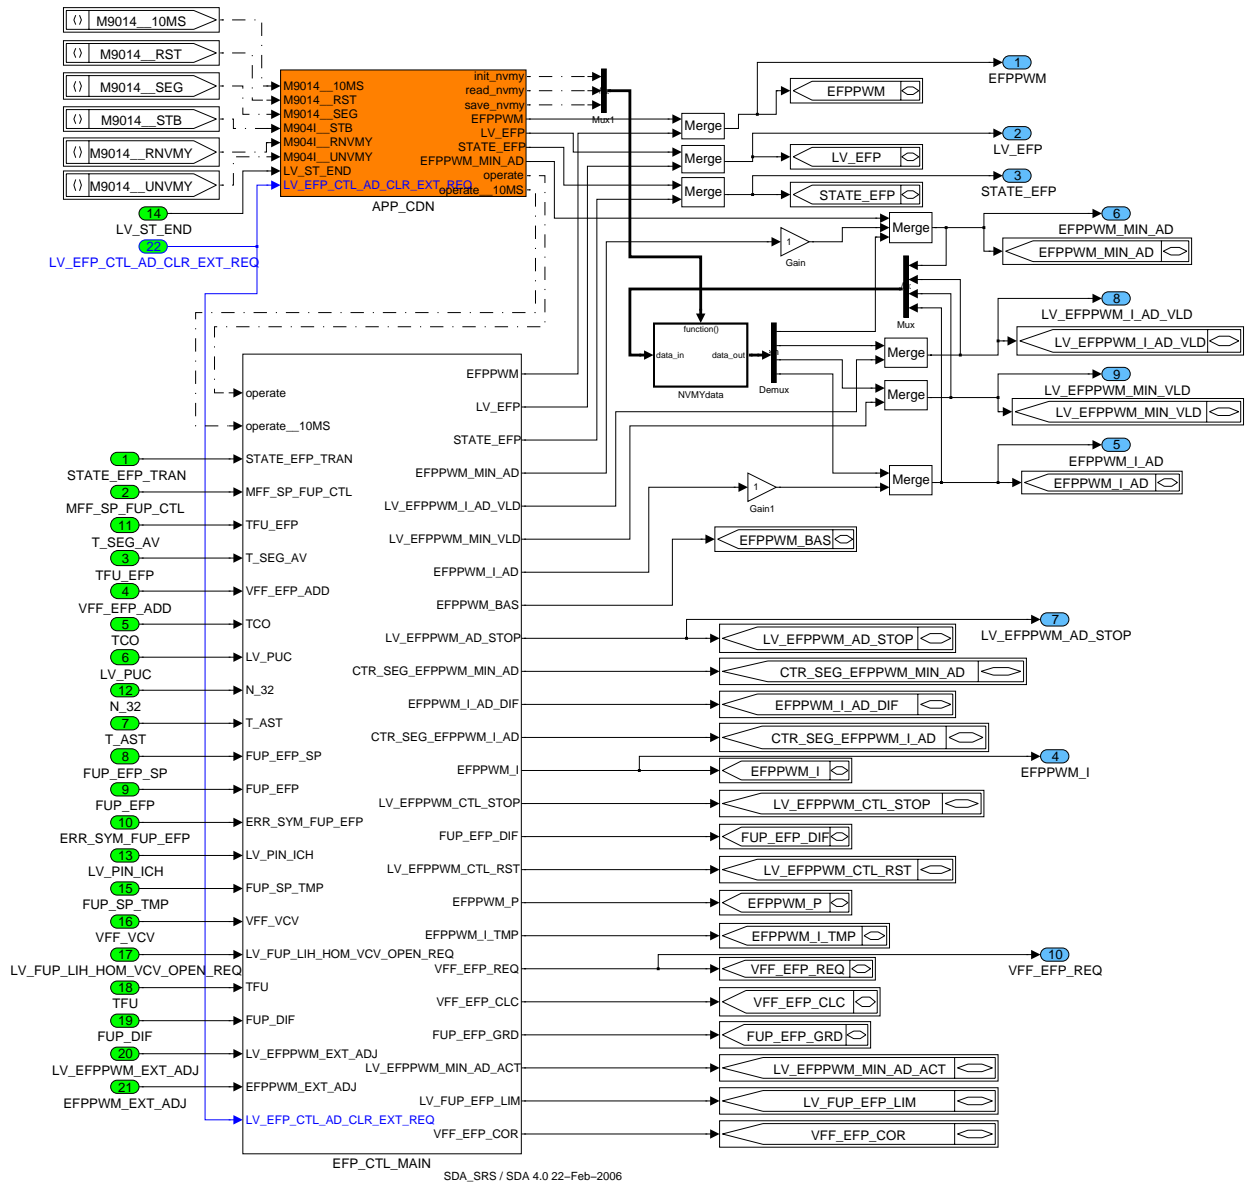 M9014__10MS
M9014__RST
M9014__SEG
M9014__STB
M9014__RNVMY
M9014__UNVMY
14
LV_ST_END
22
LV_EFP_CTL_AD_CLR_EXT_REQ
M9014__10MS
M9014__RST
M9014__SEG
M904I__STB
M904I__RNVMY
M904I__UNVMY
LV_ST_END
LV_EFP_CTL_AD_CLR_EXT_REQ
init_nvmy
read_nvmy
save_nvmy
EFPPWM
LV_EFP
STATE_EFP
EFPPWM_MIN_AD
operate
operate__10MS
APP_CDN
Mux1
Merge
Merge
Merge
Merge
1
EFPPWM
EFPPWM
2
LV_EFP
LV_EFP
3
STATE_EFP
STATE_EFP
6
EFPPWM_MIN_AD
EFPPWM_MIN_AD
1
Gain
Mux
function()
data_in
data_out
NVMYdata
Demux
Merge
Merge
Merge
8
LV_EFPPWM_I_AD_VLD
LV_EFPPWM_I_AD_VLD
9
LV_EFPPWM_MIN_VLD
LV_EFPPWM_MIN_VLD
5
EFPPWM_I_AD
EFPPWM_I_AD
1
Gain1
EFPPWM_BAS
7
LV_EFPPWM_AD_STOP
LV_EFPPWM_AD_STOP
CTR_SEG_EFPPWM_MIN_AD
EFPPWM_I_AD_DIF
CTR_SEG_EFPPWM_I_AD
4
EFPPWM_I
EFPPWM_I
LV_EFPPWM_CTL_STOP
FUP_EFP_DIF
LV_EFPPWM_CTL_RST
EFPPWM_P
EFPPWM_I_TMP
10
VFF_EFP_REQ
VFF_EFP_REQ
VFF_EFP_CLC
FUP_EFP_GRD
LV_EFPPWM_MIN_AD_ACT
LV_FUP_EFP_LIM
VFF_EFP_COR
1
STATE_EFP_TRAN
2
MFF_SP_FUP_CTL
11
T_SEG_AV
3
TFU_EFP
4
VFF_EFP_ADD
5
TCO
6
LV_PUC
12
N_32
7
T_AST
8
FUP_EFP_SP
9
FUP_EFP
10
ERR_SYM_FUP_EFP
13
LV_PIN_ICH
15
FUP_SP_TMP
16
VFF_VCV
17
LV_FUP_LIH_HOM_VCV_OPEN_REQ
18
TFU
19
FUP_DIF
20
LV_EFPPWM_EXT_ADJ
21
EFPPWM_EXT_ADJ
operate
operate__10MS
STATE_EFP_TRAN
MFF_SP_FUP_CTL
TFU_EFP
T_SEG_AV
VFF_EFP_ADD
TCO
LV_PUC
N_32
T_AST
FUP_EFP_SP
FUP_EFP
ERR_SYM_FUP_EFP
LV_PIN_ICH
FUP_SP_TMP
VFF_VCV
LV_FUP_LIH_HOM_VCV_OPEN_REQ
TFU
FUP_DIF
LV_EFPPWM_EXT_ADJ
EFPPWM_EXT_ADJ
LV_EFP_CTL_AD_CLR_EXT_REQ
EFPPWM
LV_EFP
STATE_EFP
EFPPWM_MIN_AD
LV_EFPPWM_I_AD_VLD
LV_EFPPWM_MIN_VLD
EFPPWM_I_AD
EFPPWM_BAS
LV_EFPPWM_AD_STOP
CTR_SEG_EFPPWM_MIN_AD
EFPPWM_I_AD_DIF
CTR_SEG_EFPPWM_I_AD
EFPPWM_I
LV_EFPPWM_CTL_STOP
FUP_EFP_DIF
LV_EFPPWM_CTL_RST
EFPPWM_P
EFPPWM_I_TMP
VFF_EFP_REQ
VFF_EFP_CLC
FUP_EFP_GRD
LV_EFPPWM_MIN_AD_ACT
LV_FUP_EFP_LIM
VFF_EFP_COR
EFP_CTL_MAIN
SDA_SRS / SDA 4.0 22–Feb–2006